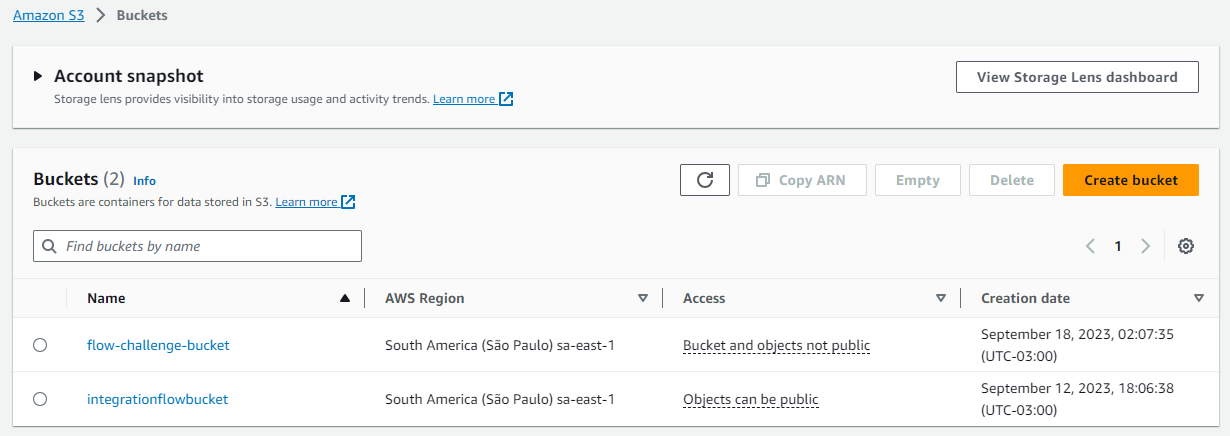 Amazon S3 > Buckets
Account snapshot
View Storage Lens dashboard
Storage lens provides visibility into storage usage and activity trends. Learn more
Buckets (2) Info
Copy ARN Empty Delete Create bucket
Buckets are containers for data stored in S3. Learn more
Find buckets by name
1
Name AWS Region Access Creation date
flow-challenge-bucket South America (São Paulo) sa-east-1 Bucket and objects not public September 18, 2023, 02:07:35
(UTC-03:00)
integrationflowbucket South America (São Paulo) sa-east-1 Objects can be public September 12, 2023, 18:06:38
(UTC-03:00)